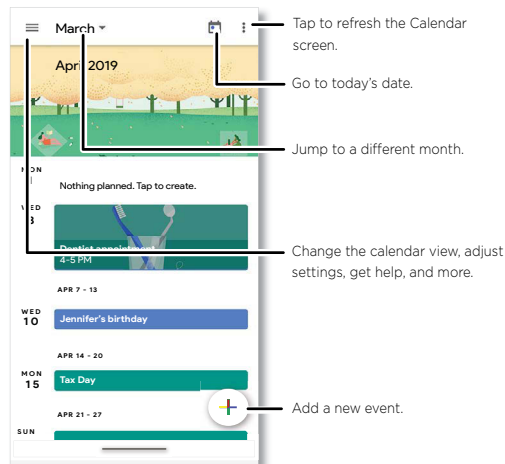 March
Tap to refresh the Calendar
screen.
April 2019
Go to today's date.
Jump to a different month.
MON
1
Nothing planned. Tap to create.
WED
3
Dentist appointment
4-5 PM
Change the calendar view, adjust
settings, get help, and more.
APR 7 - 13
WED
10
Jennifer's birthday
APR 14 - 20
MON
15
Tax Day
Add a new event.
APR 21 - 27
SUN